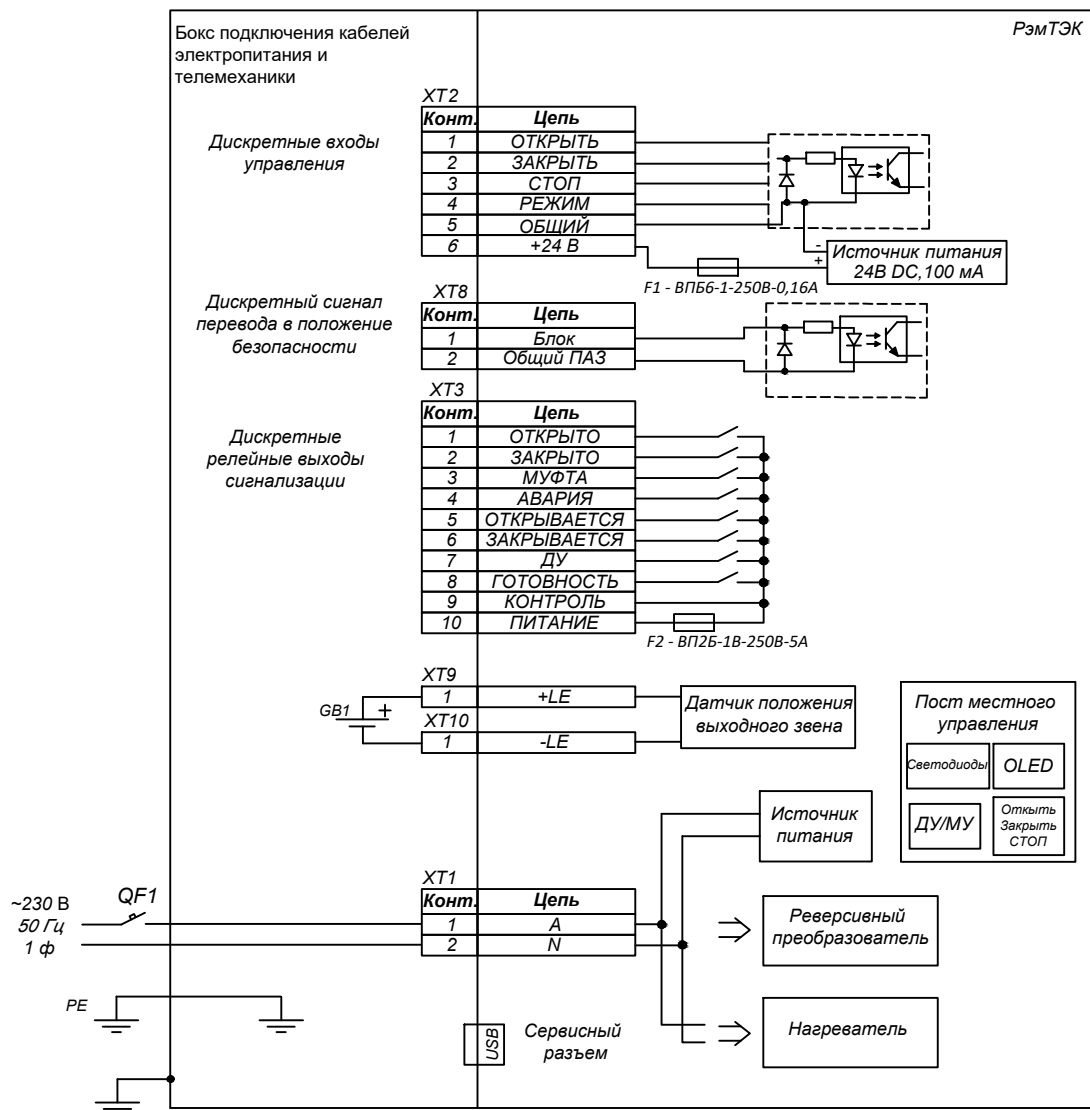 Бокс подключения кабелей
электропитания и
телемеханики
РэмТЭК
XT2
Конт. Цепь
Дискретные входы
управления
1 ОТКРЫТЬ
2 ЗАКРЫТЬ
3 СТОП
4 РЕЖИМ
5 ОБЩИЙ
6 +24 В
-
+
Источник питания
24В DC,100 мА
F1 - ВПБ6-1-250В-0,16А
XT8
Дискретный сигнал
перевода в положение
безопасности
Конт. Цепь
1 Блок
2 Общий ПАЗ
XT3
Конт. Цепь
Дискретные
релейные выходы
сигнализации
1 ОТКРЫТО
2 ЗАКРЫТО
3 МУФТА
4 АВАРИЯ
5 ОТКРЫВАЕТСЯ
6 ЗАКРЫВАЕТСЯ
7 ДУ
8 ГОТОВНОСТЬ
9 КОНТРОЛЬ
10 ПИТАНИЕ
F2 - ВП2Б-1В-250В-5А
XT9
1 +LE
GB1
+
XT10
1 -LE
Датчик положения
выходного звена
Пост местного
управления
Светодиоды
OLED
ДУ/МУ
Откыть
Закрыть
СТОП
Источник
питания
XT1
Конт. Цепь
1 A
2 N
~230 В
50 Гц
1 ф
QF1
Реверсивный
преобразователь
PE
USB
Сервисный
разъем
Нагреватель